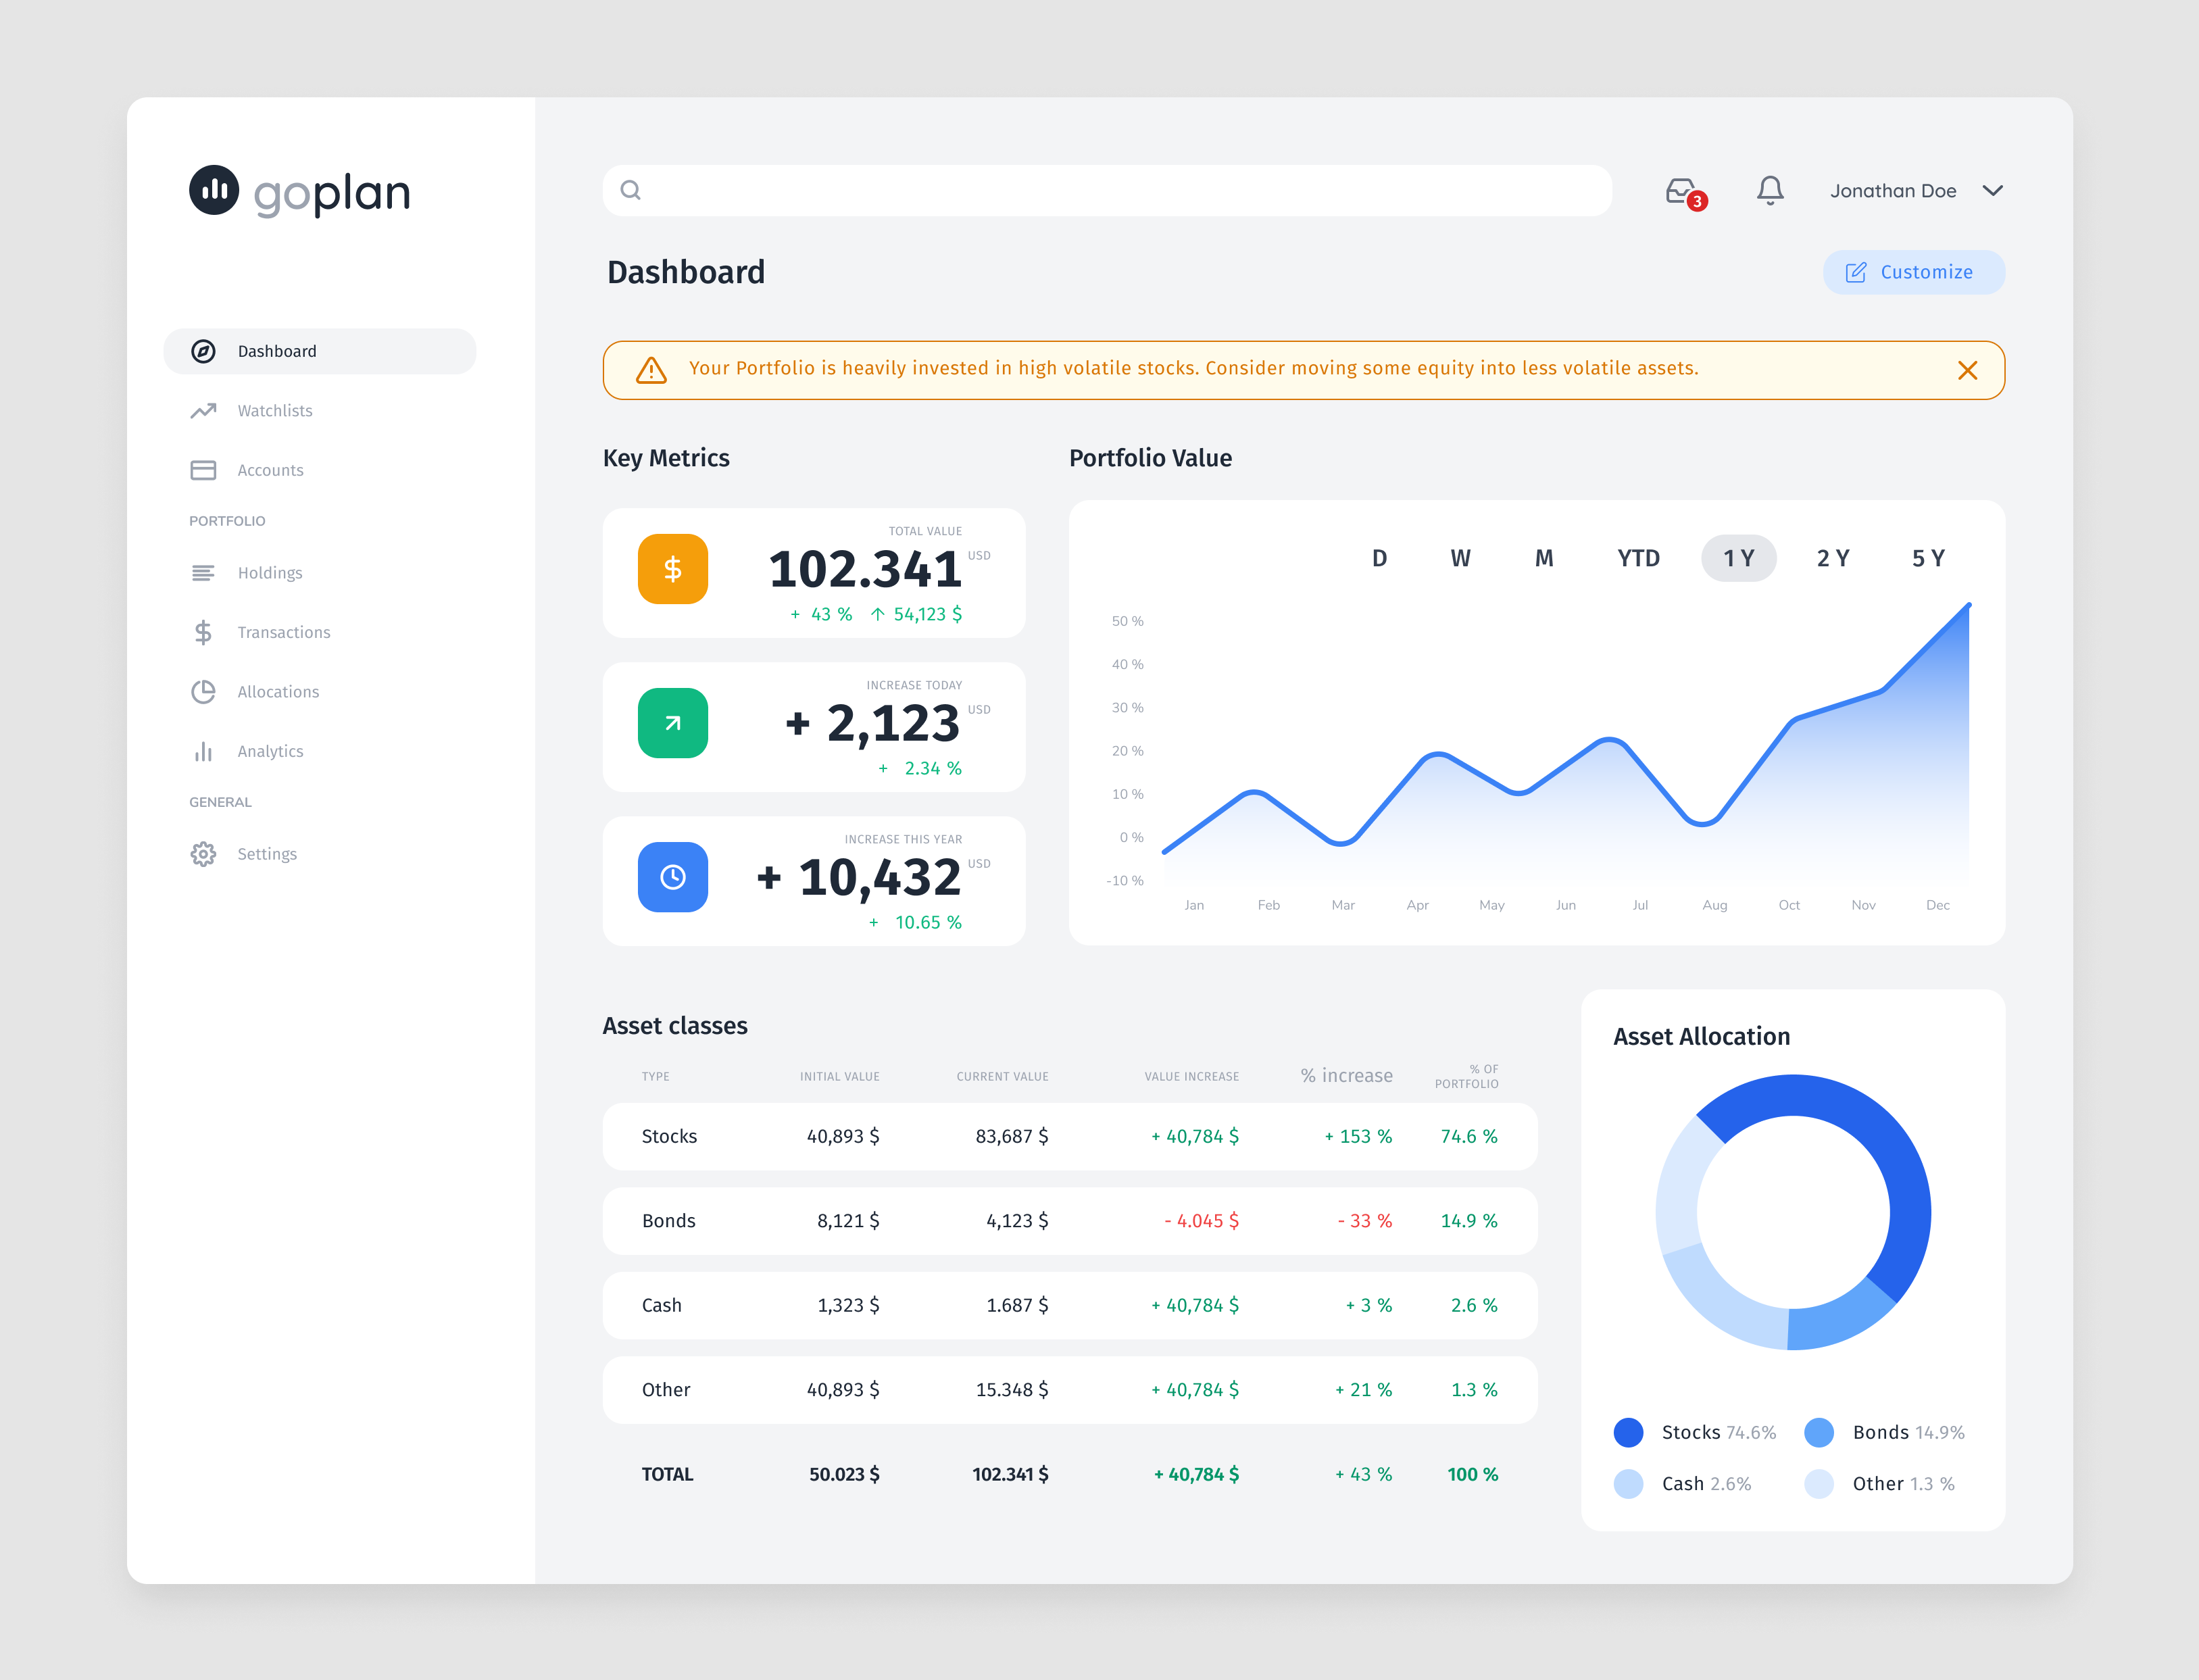 goplan
3
Jonathan Doe
Dashboard
Customize
Dashboard
Watchlists
Accounts
PORTFOLIO
Holdings
Transactions
Allocations
Analytics
GENERAL
Settings
Your Portfolio is heavily invested in high volatile stocks. Consider moving some equity into less volatile assets.
Key Metrics
TOTAL VALUE
102.341 USD
+ 43 % ↑ 54,123 $
INCREASE TODAY
+ 2,123 USD
+ 2.34 %
INCREASE THIS YEAR
+ 10,432 USD
+ 10.65 %
Portfolio Value
D W M YTD 1 Y 2 Y 5 Y
50 %
40 %
30 %
20 %
10 %
0 %
-10 %
Jan Feb Mar Apr May Jun Jul Aug Oct Nov Dec
Asset classes
TYPE INITIAL VALUE CURRENT VALUE VALUE INCREASE % increase % OF
PORTFOLIO
Stocks 40,893 $ 83,687 $ + 40,784 $ + 153 % 74.6 %
Bonds 8,121 $ 4,123 $ - 4.045 $ - 33 % 14.9 %
Cash 1,323 $ 1.687 $ + 40,784 $ + 3 % 2.6 %
Other 40,893 $ 15.348 $ + 40,784 $ + 21 % 1.3 %
TOTAL 50.023 $ 102.341 $ + 40,784 $ + 43 % 100 %
Asset Allocation
Stocks 74.6% Bonds 14.9%
Cash 2.6% Other 1.3 %